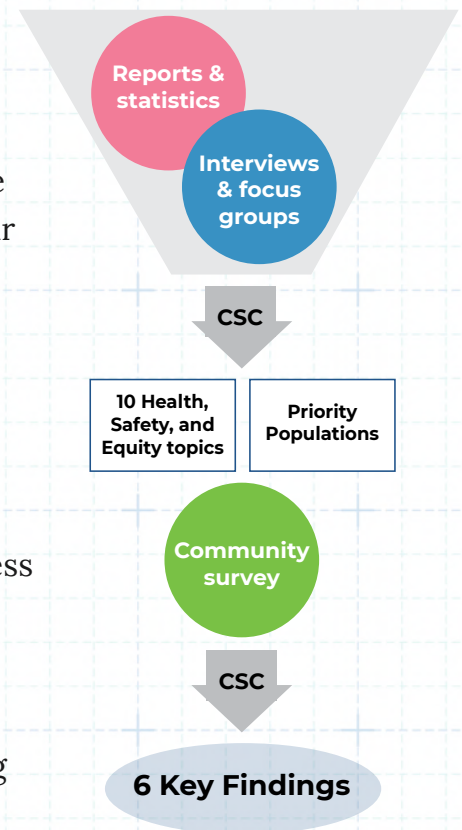 Reports &
statistics
Interviews
& focus
groups
CSC
10 Health,
Safety, and
Equity topics
Priority
Populations
Community
survey
CSC
6 Key Findings